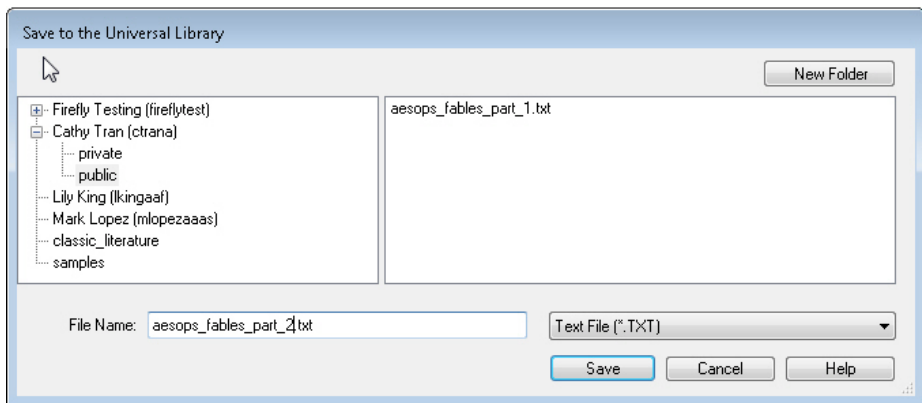 Save to the Universal Library
New Folder
Firefly Testing (fireflytest)
Cathy Tran (ctrana)
private
public
Lily King (lkingaaf)
Mark Lopez (mlopezaaas)
classic_literature
samples
aesops_fables_part_1.txt
File Name: aesops_fables_part_2.txt Text File (*.TXT)
Save Cancel Help